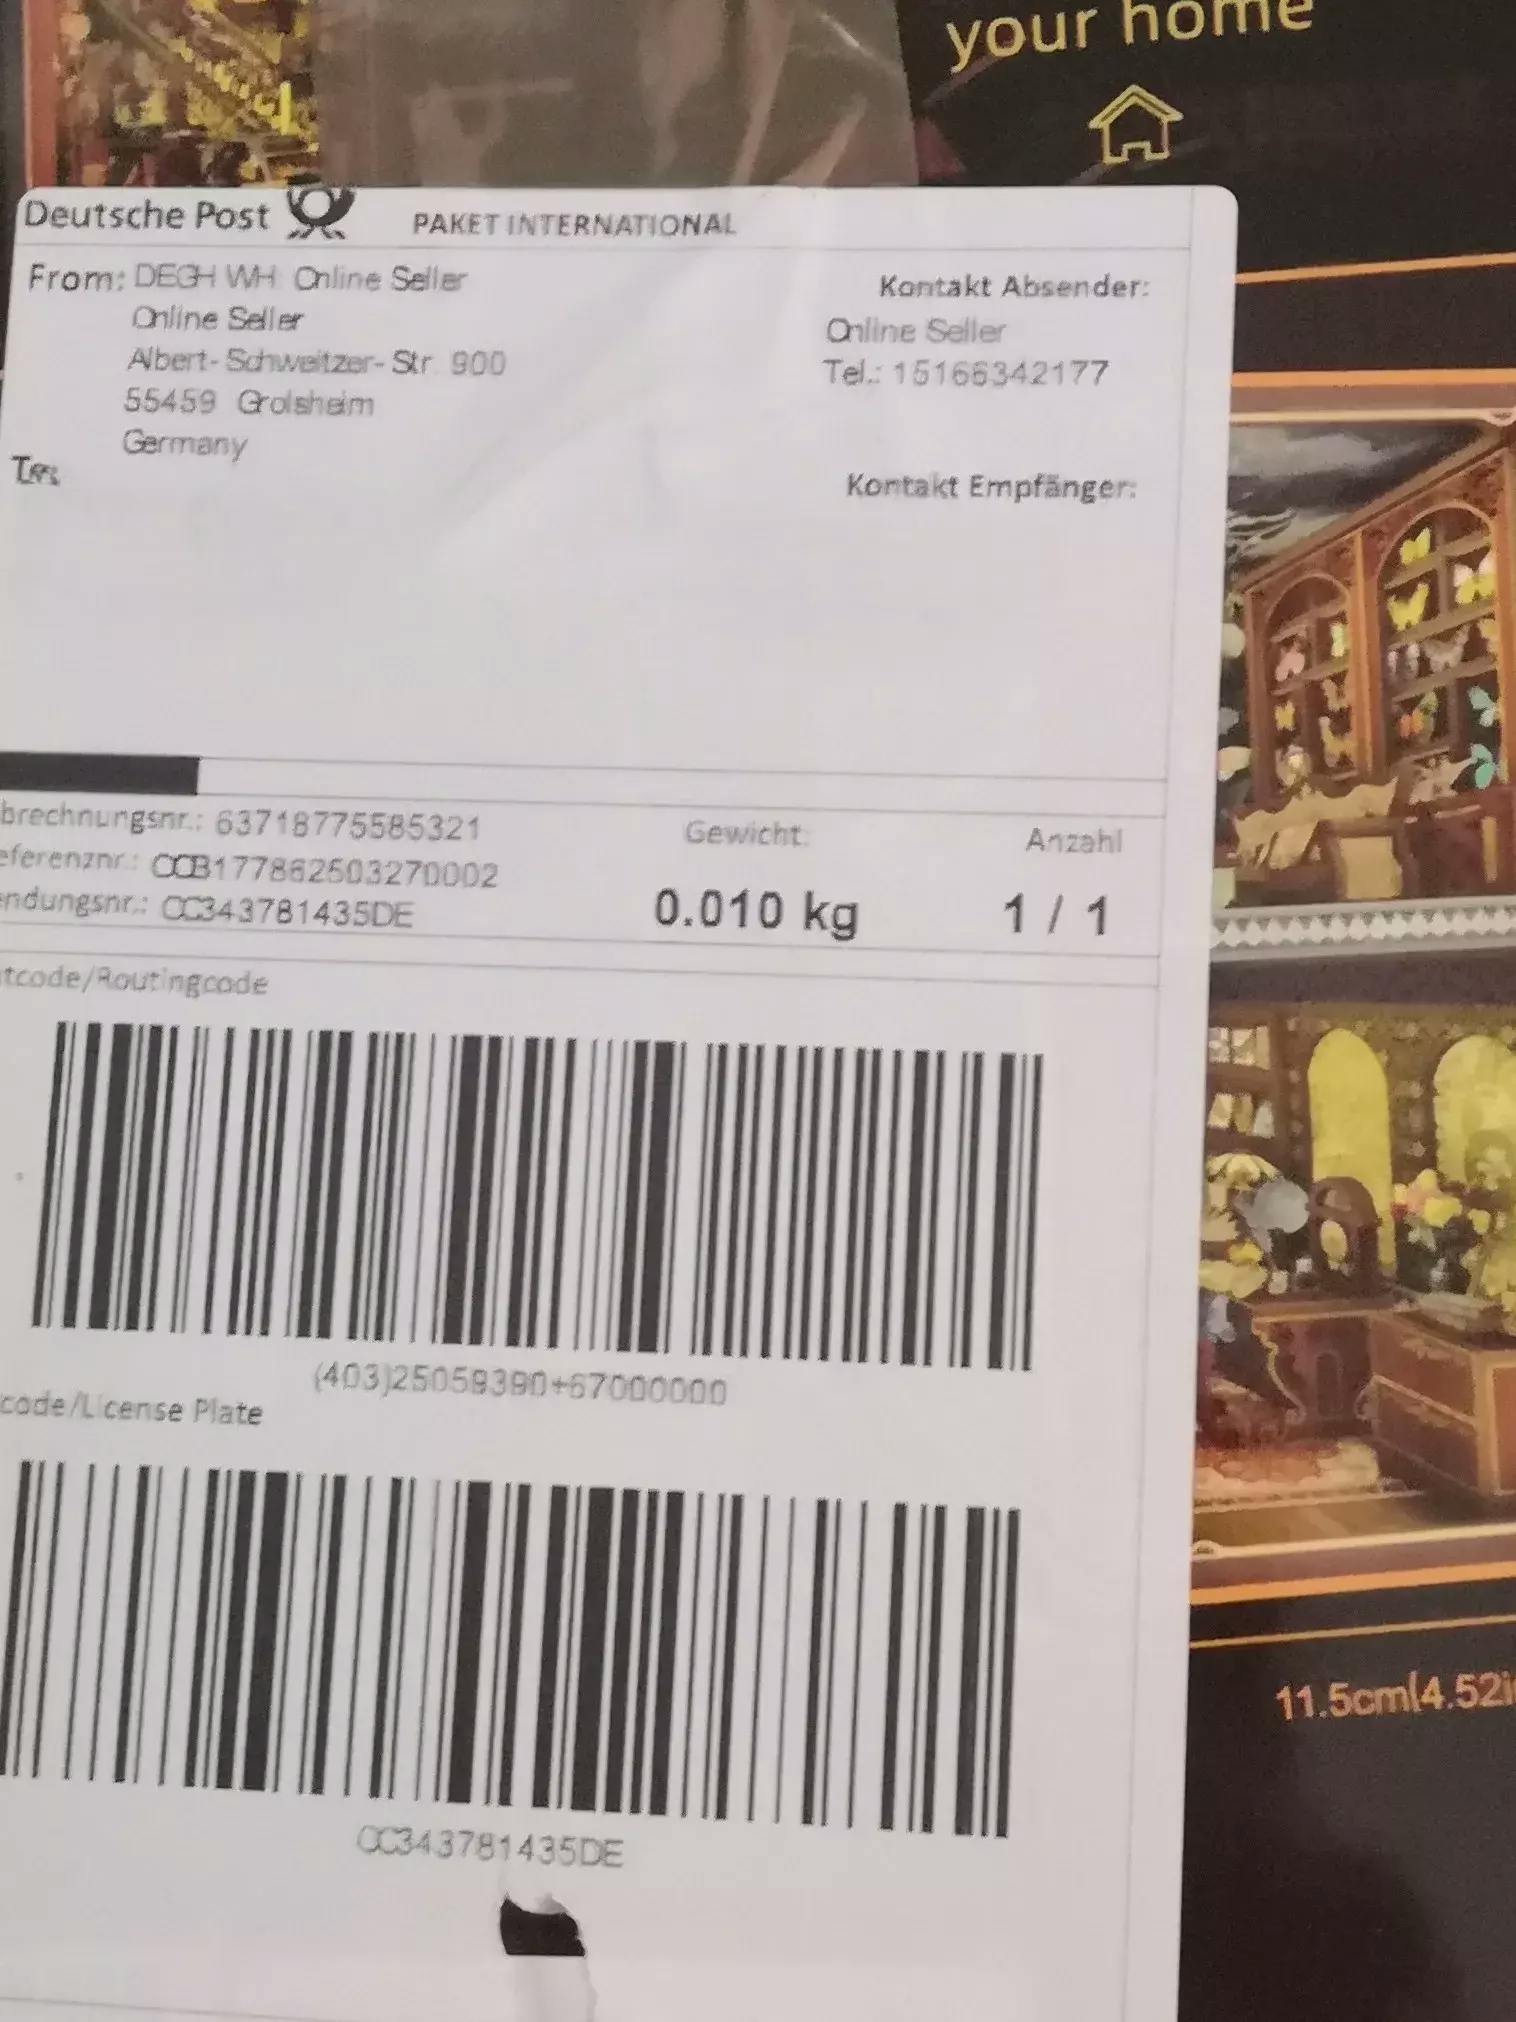 your home
Deutsche Post
PAKET INTERNATIONAL
From: DEGH WH Online Seller
Online Seller
Albert-Schweitzer-Str. 900
55459 Grolsheim
Germany
Kontakt Absender:
Online Seller
Tel.: 15166342177
Kontakt Empfänger:
brechnungsnr.: 63718775585321
eferenznr.: CCB177862503270002
endungsnr.: CC343781435DE
Gewicht:
0.010 kg
Anzahl
1 / 1
tcode/Routingcode
(403)25059390+67000000
code/License Plate
CC343781435DE
11.5cm(4.52i